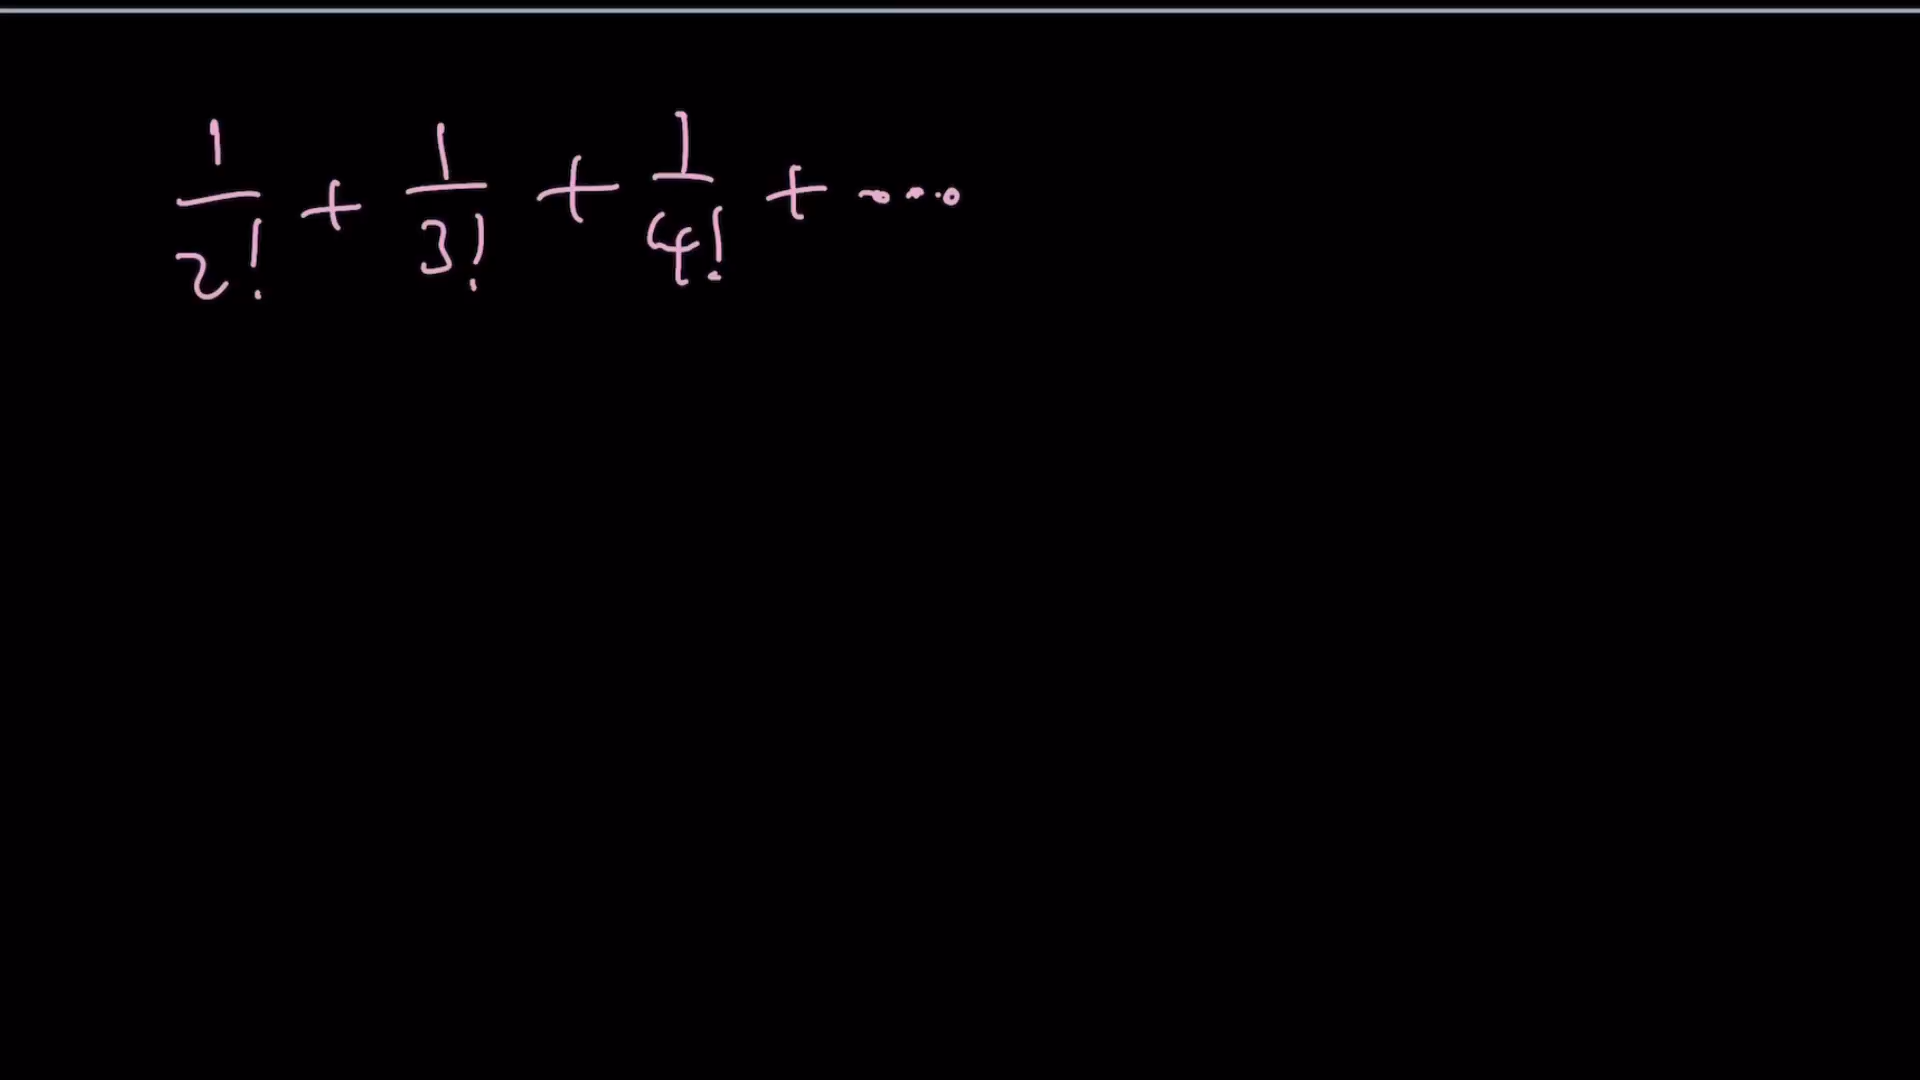 1/2! + 1/3! + 1/4! + ....